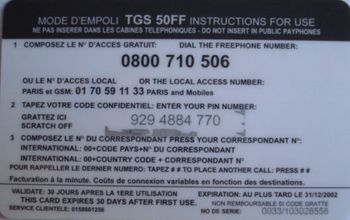 MODE D'EMPLOI TGS 50FF INSTRUCTIONS FOR USE
NE PAS INSERER DANS LES CABINES TELEPHONIQUES - DO NOT INSERT IN PUBLIC PAYPHONES
1 COMPOSEZ LE N° D'ACCES GRATUIT: DIAL THE FREEPHONE NUMBER:
0800 710 506
OU LE N° D'ACCES LOCAL OR THE LOCAL ACCESS NUMBER:
PARIS et GSM: 01 70 59 11 33 PARIS and Mobiles
2 TAPEZ VOTRE CODE CONFIDENTIEL: ENTER YOUR PIN NUMBER:
GRATTEZ ICI
SCRATCH OFF
929 4884 770
3 COMPOSEZ LE N° DU CORRESPONDANT PRESS YOUR CORRESPONDANT N°:
INTERNATIONAL: 00+CODE PAYS+N° DU CORRESPONDANT:
INTERNATIONAL: 00+COUNTRY CODE + CORRESPONDANT N°:
POUR RAPPELLER LE DERNIER NUMERO: TAPEZ # # TO PLACE ANOTHER CALL: PRESS # #
Facturation à la minute. Coûts variables en fonction des destinations.
VALIDATE: 30 JOURS APRES LA 1ERE UTILISATION EXPIRATION: AU PLUS TARD LE 31/12/2002
THIS CARD EXPIRES 30 DAYS AFTER FIRST USE. NON REMBOURSABLE SI CODE GRATTE
SERVICE CLIENTELE: 0158861256 NO DE SERIE: 0033/103028558